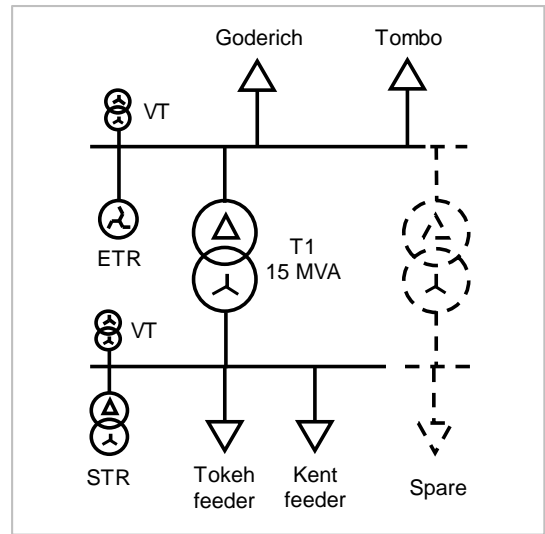 Goderich
Tombo
VT
ETR
T1
15 MVA
VT
STR
Tokeh
feeder
Kent
feeder
Spare